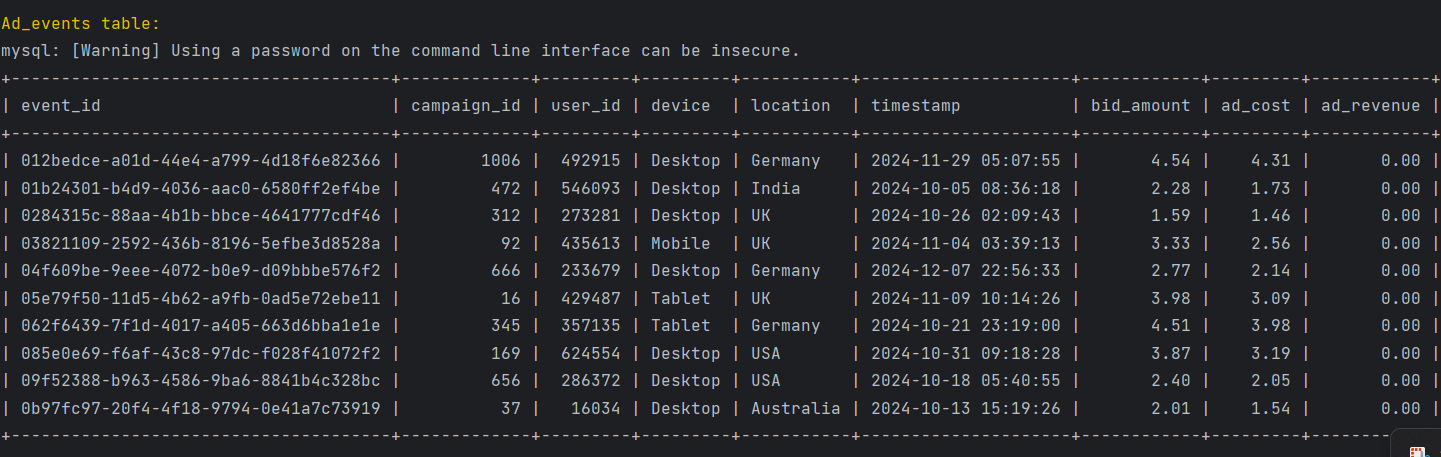 Ad_events table:
mysql: [Warning] Using a password on the command line interface can be insecure.
+--------------------------------------+-------------+---------+---------+-----------+---------------------+------------+---------+------------+
| event_id                             | campaign_id | user_id | device  | location  | timestamp           | bid_amount | ad_cost | ad_revenue |
+--------------------------------------+-------------+---------+---------+-----------+---------------------+------------+---------+------------+
| 012bedce-a01d-44e4-a799-4d18f6e82366 |        1006 |  492915 | Desktop | Germany   | 2024-11-29 05:07:55 |       4.54 |    4.31 |       0.00 |
| 01b24301-b4d9-4036-aac0-6580ff2ef4be |         472 |  546093 | Desktop | India     | 2024-10-05 08:36:18 |       2.28 |    1.73 |       0.00 |
| 0284315c-88aa-4b1b-bbce-4641777cdf46 |         312 |  273281 | Desktop | UK        | 2024-10-26 02:09:43 |       1.59 |    1.46 |       0.00 |
| 03821109-2592-436b-8196-5efbe3d8528a |          92 |  435613 | Mobile  | UK        | 2024-11-04 03:39:13 |       3.33 |    2.56 |       0.00 |
| 04f609be-9eee-4072-b0e9-d09bbbe576f2 |         666 |  233679 | Desktop | Germany   | 2024-12-07 22:56:33 |       2.77 |    2.14 |       0.00 |
| 05e79f50-11d5-4b62-a9fb-0ad5e72ebe11 |          16 |  429487 | Tablet  | UK        | 2024-11-09 10:14:26 |       3.98 |    3.09 |       0.00 |
| 062f6439-7f1d-4017-a405-663d6bba1e1e |         345 |  357135 | Tablet  | Germany   | 2024-10-21 23:19:00 |       4.51 |    3.98 |       0.00 |
| 085e0e69-f6af-43c8-97dc-f028f41072f2 |         169 |  624554 | Desktop | USA       | 2024-10-31 09:18:28 |       3.87 |    3.19 |       0.00 |
| 09f52388-b963-4586-9ba6-8841b4c328bc |         656 |  286372 | Desktop | USA       | 2024-10-18 05:40:55 |       2.40 |    2.05 |       0.00 |
| 0b97fc97-20f4-4f18-9794-0e41a7c73919 |          37 |   16034 | Desktop | Australia | 2024-10-13 15:19:26 |       2.01 |    1.54 |       0.00 |
+--------------------------------------+-------------+---------+---------+-----------+---------------------+------------+---------+--------